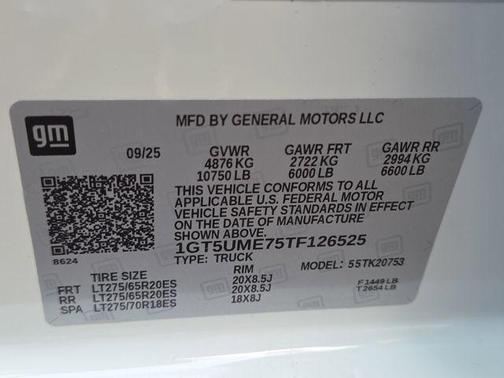 gm
MFD BY GENERAL MOTORS LLC
09/25 GVWR GAWR FRT GAWR RR
4876 KG 2722 KG 2994 KG
10750 LB 6000 LB 6600 LB
THIS VEHICLE CONFORMS TO ALL
APPLICABLE U.S. FEDERAL MOTOR
VEHICLE SAFETY STANDARDS IN EFFECT
ON THE DATE OF MANUFACTURE
SHOWN ABOVE.
1GT5UME75TF126525
8624 TYPE: TRUCK
TIRE SIZE RIM MODEL: 55TK20753
FRT LT275/65R20ES 20X8.5J F1449 LB
RR LT275/65R20ES 20X8.5J T2654 LB
SPA LT275/70R18ES 18X8J